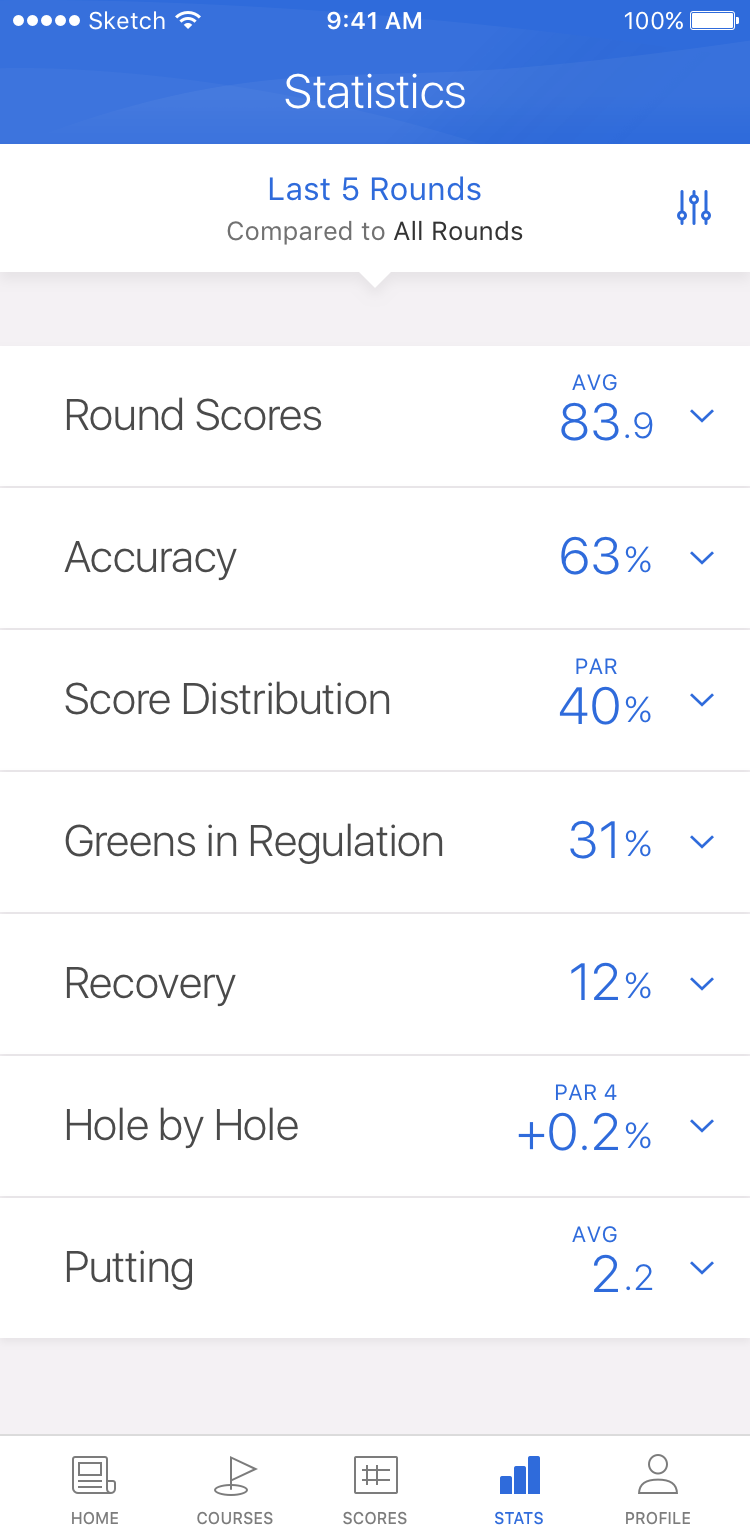 Sketch 9:41 AM 100%
Statistics
Last 5 Rounds
Compared to All Rounds
AVG
Round Scores 83.9
Accuracy 63%
PAR
Score Distribution 40%
Greens in Regulation 31%
Recovery 12%
PAR 4
Hole by Hole +0.2%
AVG
Putting 2.2
HOME COURSES SCORES STATS PROFILE